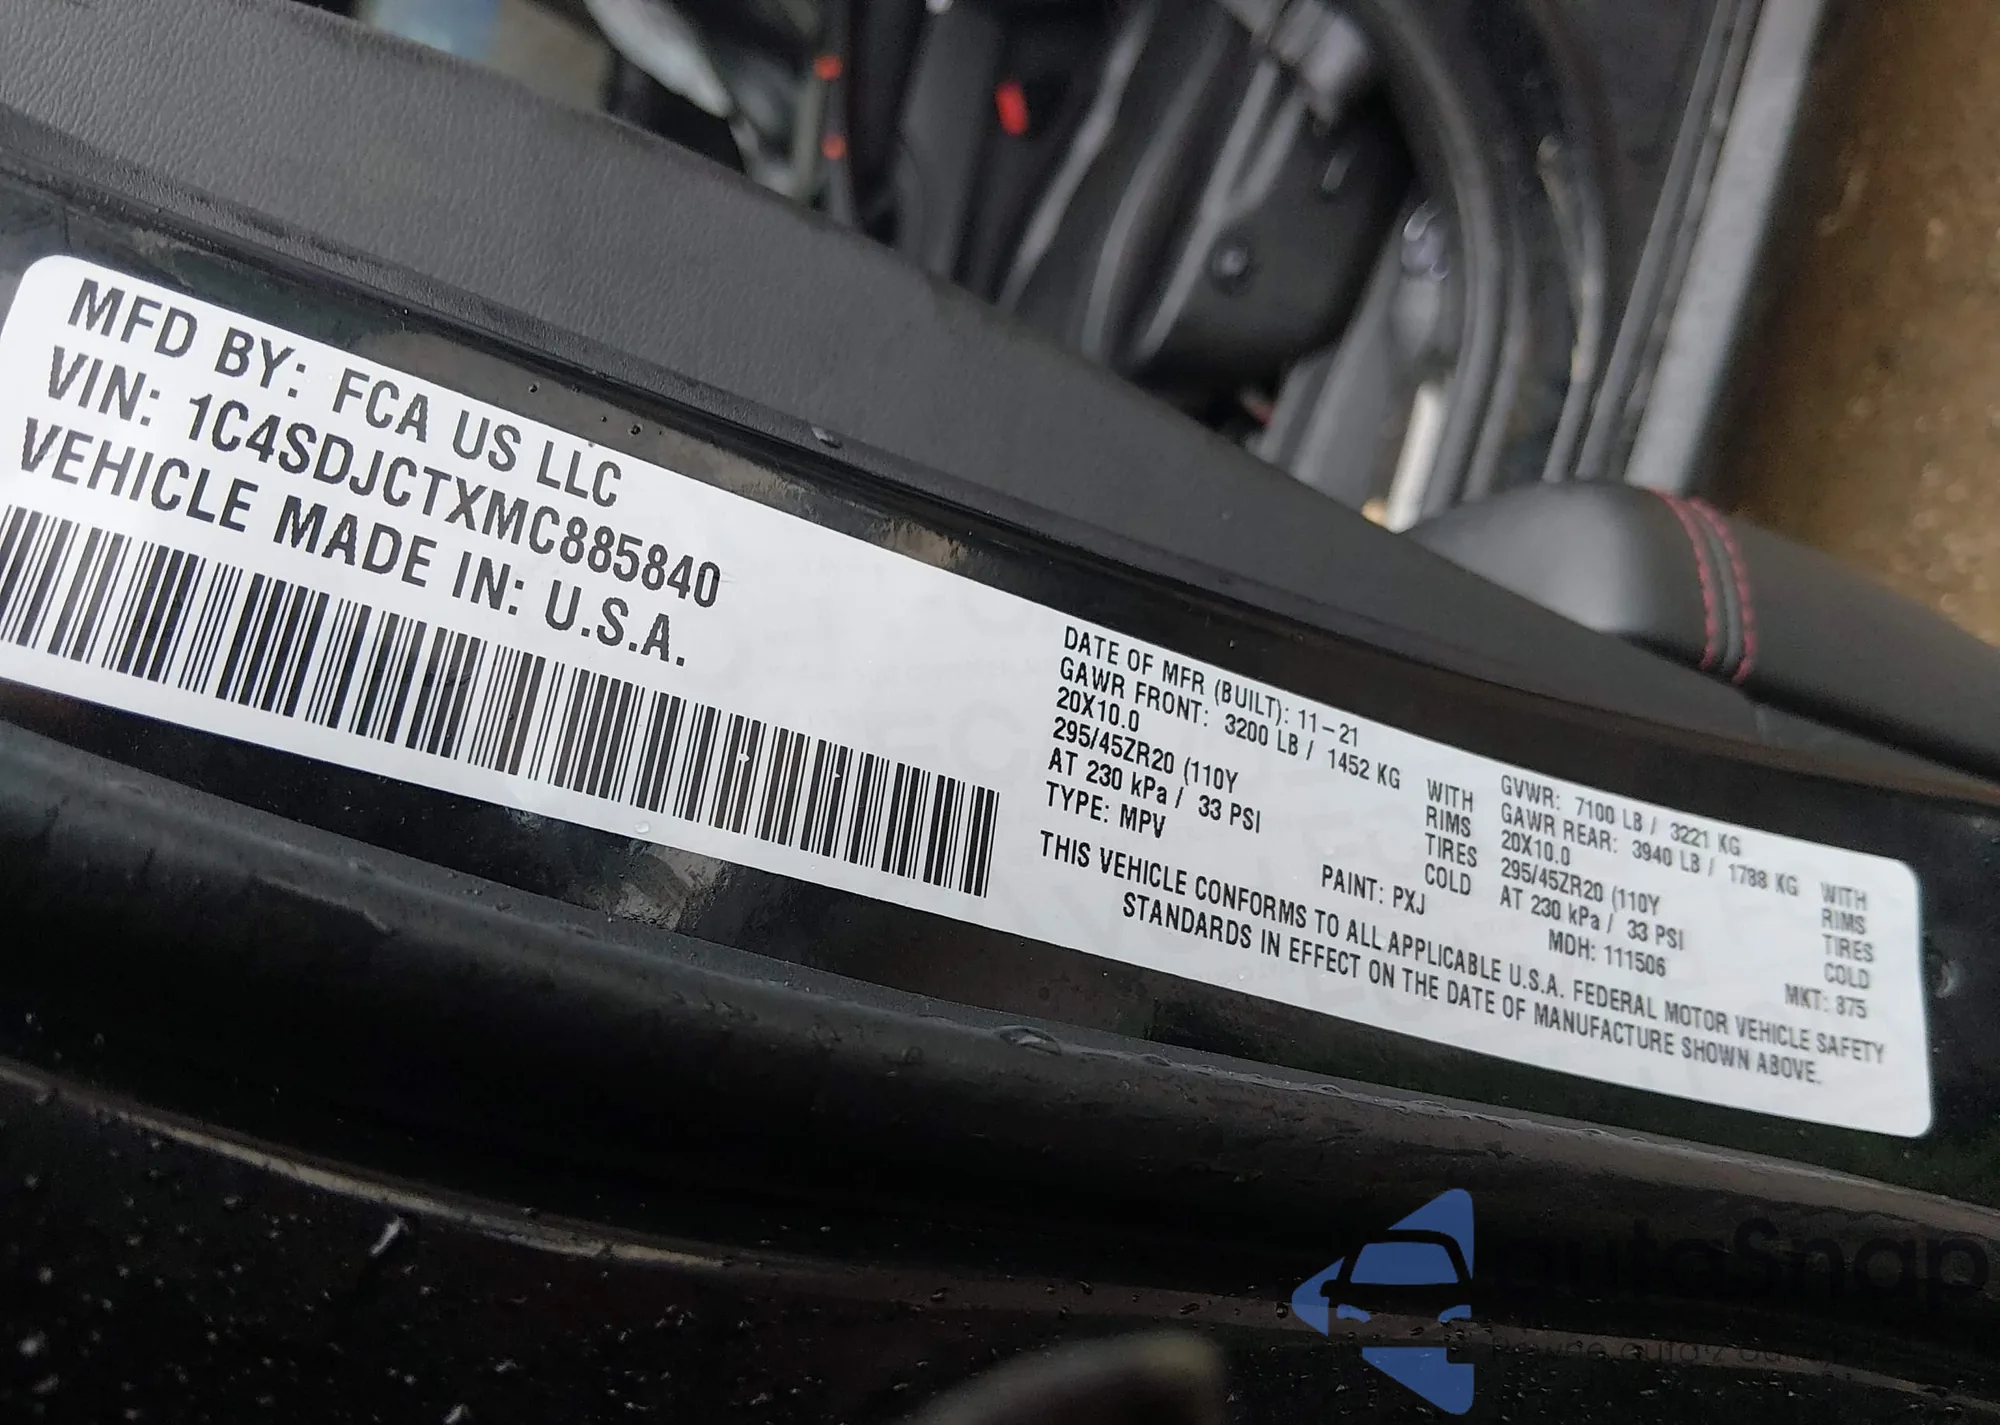 MFD BY: FCA US LLC
VIN: 1C4SDJCTXMC885840
VEHICLE MADE IN: U.S.A.
DATE OF MFR (BUILT): 11-21
GAWR FRONT: 3200 LB / 1452 KG WITH
20X10.0 RIMS
295/45ZR20 (110Y TIRES
AT 230 kPa / 33 PSI COLD
TYPE: MPV
PAINT: PXJ
GVWR: 7100 LB / 3221 KG
GAWR REAR: 3940 LB / 1788 KG WITH
20X10.0 RIMS
295/45ZR20 (110Y TIRES
AT 230 kPa / 33 PSI COLD
MDH: 111506
MKT: 875
THIS VEHICLE CONFORMS TO ALL APPLICABLE U.S.A. FEDERAL MOTOR VEHICLE SAFETY
STANDARDS IN EFFECT ON THE DATE OF MANUFACTURE SHOWN ABOVE.
autoSnap